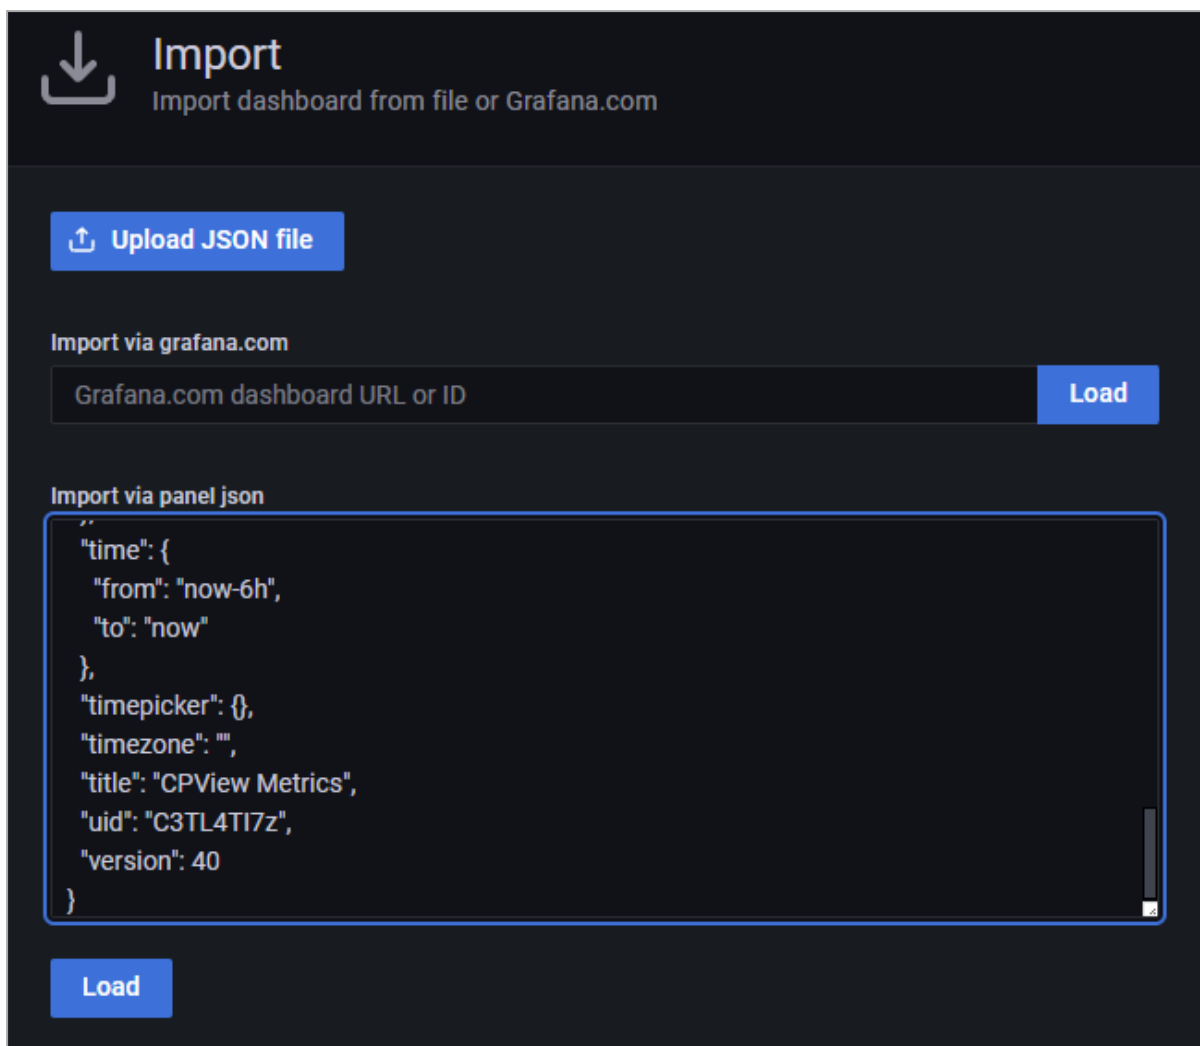 Import
Import dashboard from file or Grafana.com
Upload JSON file
Import via grafana.com
Grafana.com dashboard URL or ID
Load
Import via panel json
},
"time": {
"from": "now-6h",
"to": "now"
},
"timepicker": {},
"timezone": "",
"title": "CPView Metrics",
"uid": "C3TL4TI7z",
"version": 40
}
Load